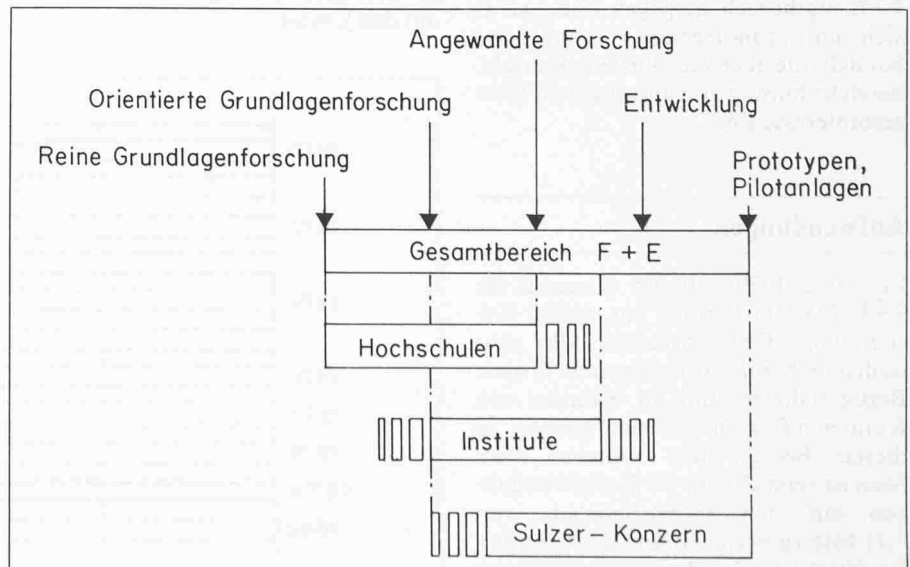 Angewandte Forschung
Orientierte Grundlagenforschung
Entwicklung
Reine Grundlagenforschung
Prototypen,
Pilotanlagen
Gesamtbereich F + E
Hochschulen
Institute
Sulzer – Konzern